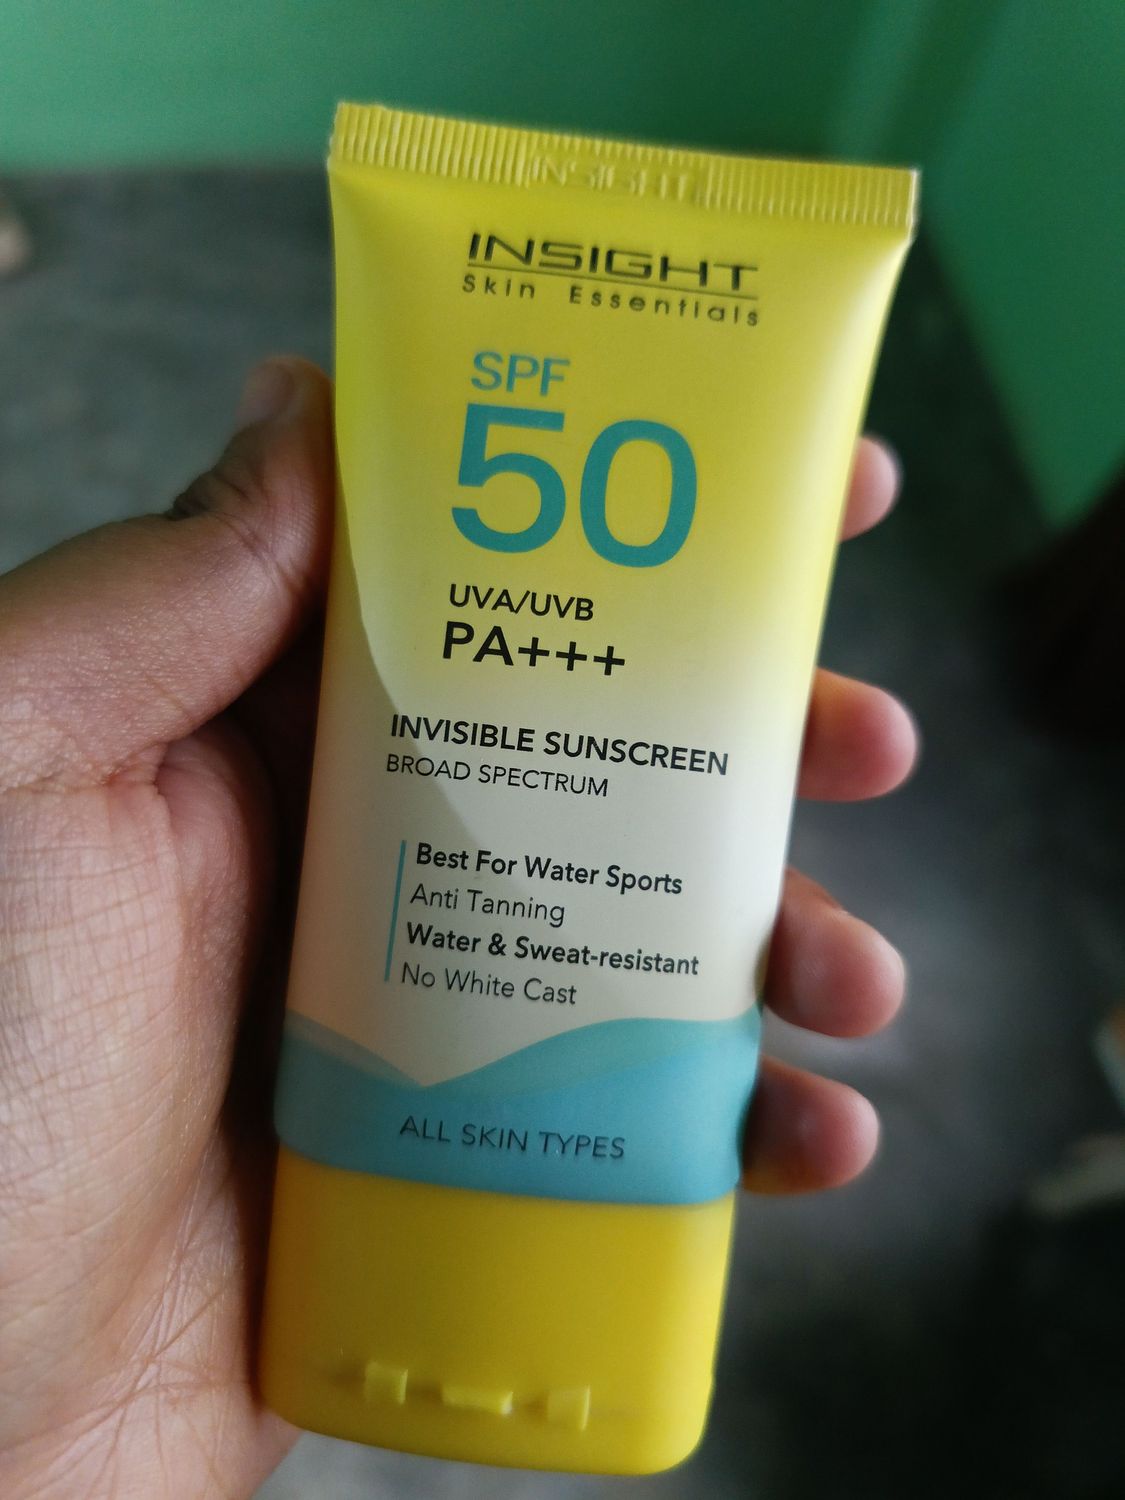 INSIGHT
INSIGHT
Skin Essentials
SPF
50
UVA/UVB
PA+++
INVISIBLE SUNSCREEN
BROAD SPECTRUM
Best For Water Sports
Anti Tanning
Water & Sweat-resistant
No White Cast
ALL SKIN TYPES